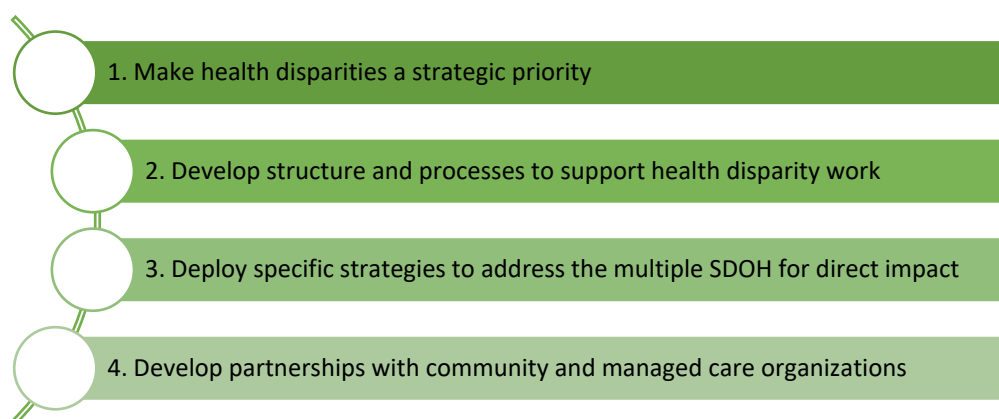 1. Make health disparities a strategic priority
2. Develop structure and processes to support health disparity work
3. Deploy specific strategies to address the multiple SDOH for direct impact
4. Develop partnerships with community and managed care organizations